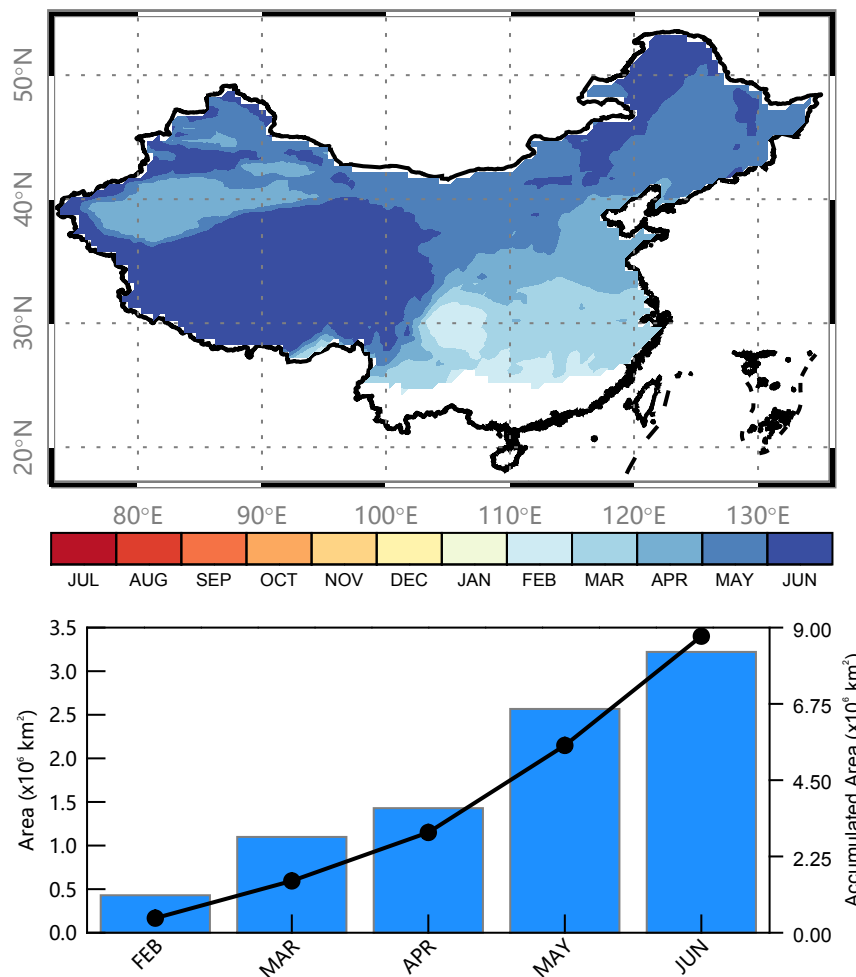 50°N
40°N
30°N
20°N
80°E 90°E 100°E 110°E 120°E 130°E
JUL AUG SEP OCT NOV DEC JAN FEB MAR APR MAY JUN
Area (x10⁶ km²)
3.5
3.0
2.5
2.0
1.5
1.0
0.5
0.0
9.00
6.75
4.50
2.25
0.00
Accumulated Area (x10⁶ km²)
FEB MAR APR MAY JUN